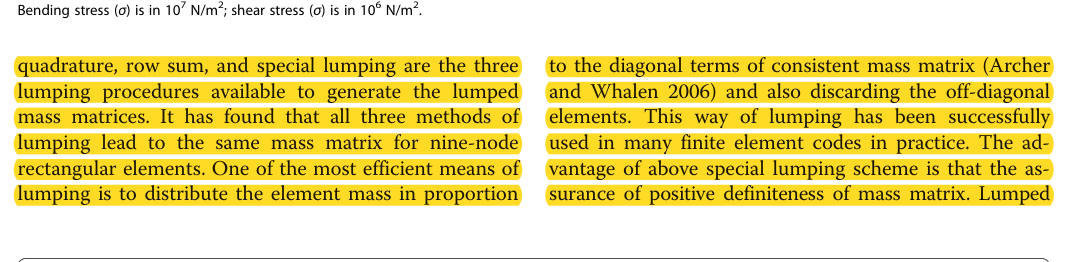 Bending stress (σ) is in 10⁷ N/m²; shear stress (σ) is in 10⁶ N/m².
quadrature, row sum, and special lumping are the three
lumping procedures available to generate the lumped
mass matrices. It has found that all three methods of
lumping lead to the same mass matrix for nine-node
rectangular elements. One of the most efficient means of
lumping is to distribute the element mass in proportion
to the diagonal terms of consistent mass matrix (Archer
and Whalen 2006) and also discarding the off-diagonal
elements. This way of lumping has been successfully
used in many finite element codes in practice. The ad-
vantage of above special lumping scheme is that the as-
surance of positive definiteness of mass matrix. Lumped